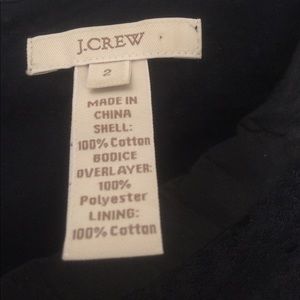 J.CREW
2
MADE IN
CHINA
SHELL:
100% Cotton
BODICE
OVERLAYER:
100%
Polyester
LINING:
100% Cotton